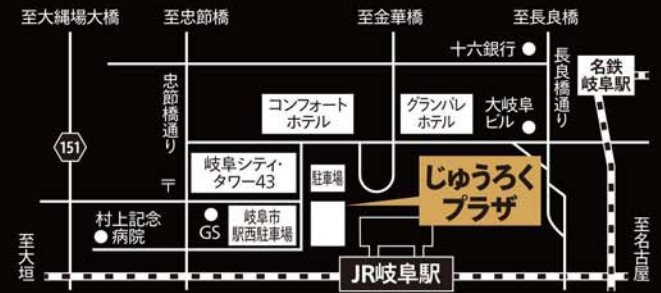 至大縄場大橋
至忠節橋
至金華橋
至長良橋
十六銀行
忠節橋通り
長良橋通り
名鉄
岐阜駅
コンフォート
ホテル
グランパレ
ホテル
大岐阜
ビル
151
岐阜シティ・
タワー43
駐車場
じゅうろく
プラザ
〒
村上記念
病院
GS
岐阜市
駅西駐車場
至大垣
至名古屋
JR岐阜駅